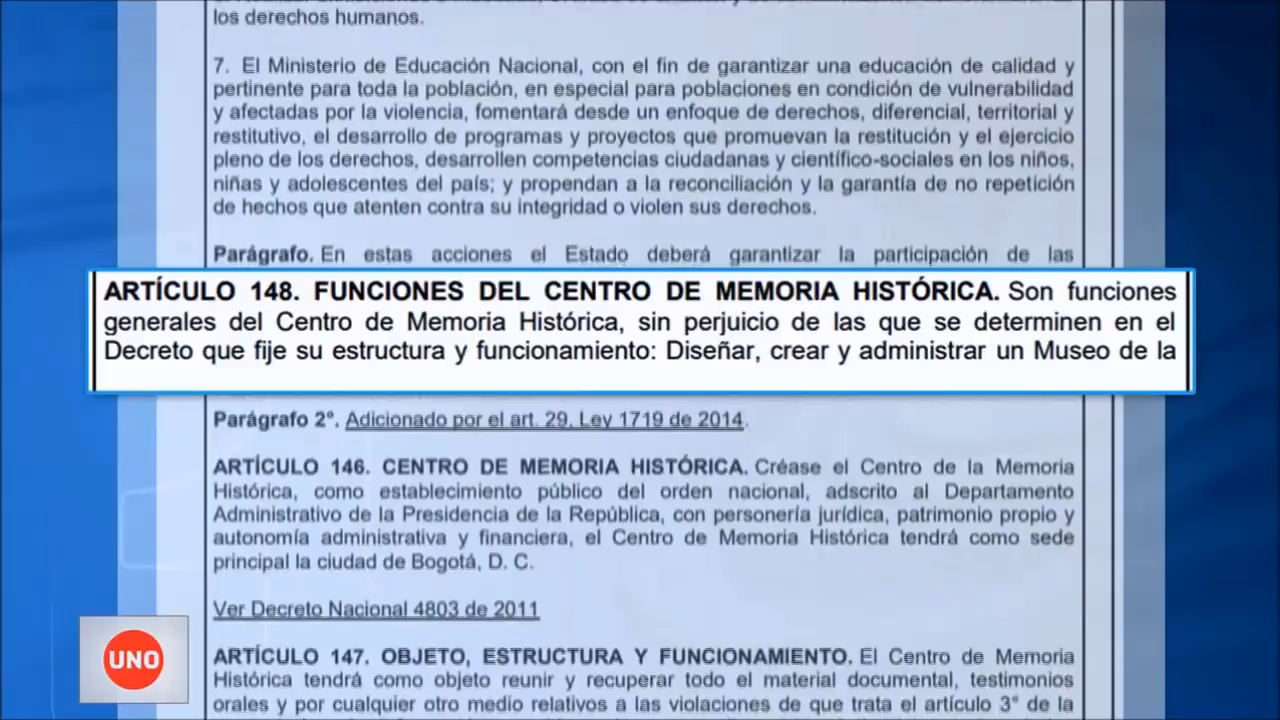 los derechos humanos.
7. El Ministerio de Educación Nacional, con el fin de garantizar una educación de calidad y
pertinente para toda la población, en especial para poblaciones en condición de vulnerabilidad
y afectadas por la violencia, fomentará desde un enfoque de derechos, diferencial, territorial y
restitutivo, el desarrollo de programas y proyectos que promuevan la restitución y el ejercicio
pleno de los derechos, desarrollen competencias ciudadanas y científico-sociales en los niños,
niñas y adolescentes del país; y propendan a la reconciliación y la garantía de no repetición
de hechos que atenten contra su integridad o violen sus derechos.
Parágrafo. En estas acciones el Estado deberá garantizar la participación de las
ARTÍCULO 148. FUNCIONES DEL CENTRO DE MEMORIA HISTÓRICA. Son funciones
generales del Centro de Memoria Histórica, sin perjuicio de las que se determinen en el
Decreto que fije su estructura y funcionamiento: Diseñar, crear y administrar un Museo de la
Parágrafo 2°. Adicionado por el art. 29, Ley 1719 de 2014.
ARTÍCULO 146. CENTRO DE MEMORIA HISTÓRICA. Créase el Centro de la Memoria
Histórica, como establecimiento público del orden nacional, adscrito al Departamento
Administrativo de la Presidencia de la República, con personería jurídica, patrimonio propio y
autonomía administrativa y financiera, el Centro de Memoria Histórica tendrá como sede
principal la ciudad de Bogotá, D. C.
Ver Decreto Nacional 4803 de 2011
ARTÍCULO 147. OBJETO, ESTRUCTURA Y FUNCIONAMIENTO. El Centro de Memoria
Histórica tendrá como objeto reunir y recuperar todo el material documental, testimonios
orales y por cualquier otro medio relativos a las violaciones de que trata el artículo 3° de la
UNO